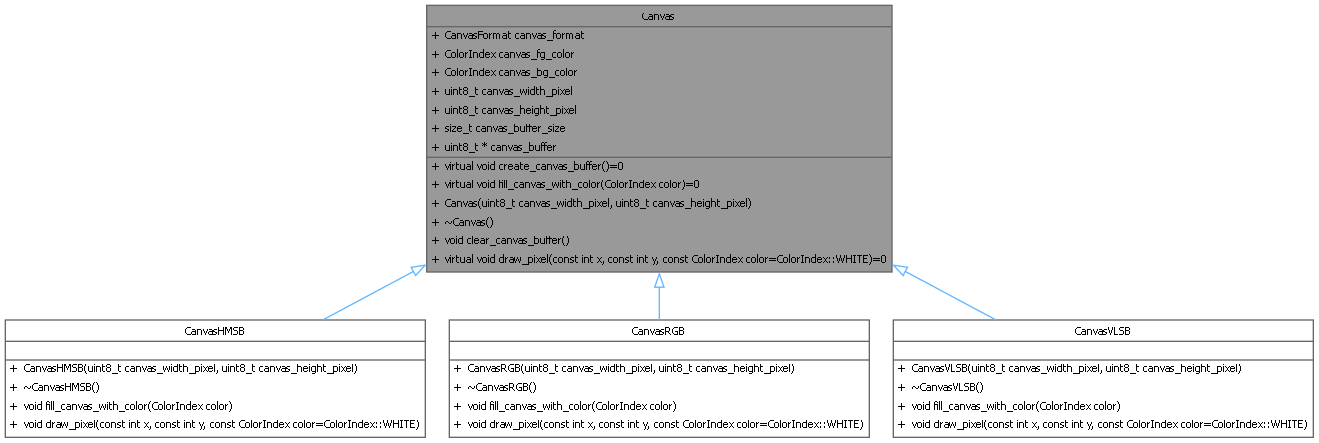 Canvas
+ CanvasFormat canvas_format
+ ColorIndex canvas_fg_color
+ ColorIndex canvas_bg_color
+ uint8_t canvas_width_pixel
+ uint8_t canvas_height_pixel
+ size_t canvas_buffer_size
+ uint8_t * canvas_buffer
+ virtual void create_canvas_buffer()=0
+ virtual void fill_canvas_with_color(ColorIndex color)=0
+ Canvas(uint8_t canvas_width_pixel, uint8_t canvas_height_pixel)
+ ~Canvas()
+ void clear_canvas_buffer()
+ virtual void draw_pixel(const int x, const int y, const ColorIndex color=ColorIndex::WHITE)=0
CanvasHMSB
+ CanvasHMSB(uint8_t canvas_width_pixel, uint8_t canvas_height_pixel)
+ ~CanvasHMSB()
+ void fill_canvas_with_color(ColorIndex color)
+ void draw_pixel(const int x, const int y, const ColorIndex color=ColorIndex::WHITE)
CanvasRGB
+ CanvasRGB(uint8_t canvas_width_pixel, uint8_t canvas_height_pixel)
+ ~CanvasRGB()
+ void fill_canvas_with_color(ColorIndex color)
+ void draw_pixel(const int x, const int y, const ColorIndex color=ColorIndex::WHITE)
CanvasVLSB
+ CanvasVLSB(uint8_t canvas_width_pixel, uint8_t canvas_height_pixel)
+ ~CanvasVLSB()
+ void fill_canvas_with_color(ColorIndex color)
+ void draw_pixel(const int x, const int y, const ColorIndex color=ColorIndex::WHITE)